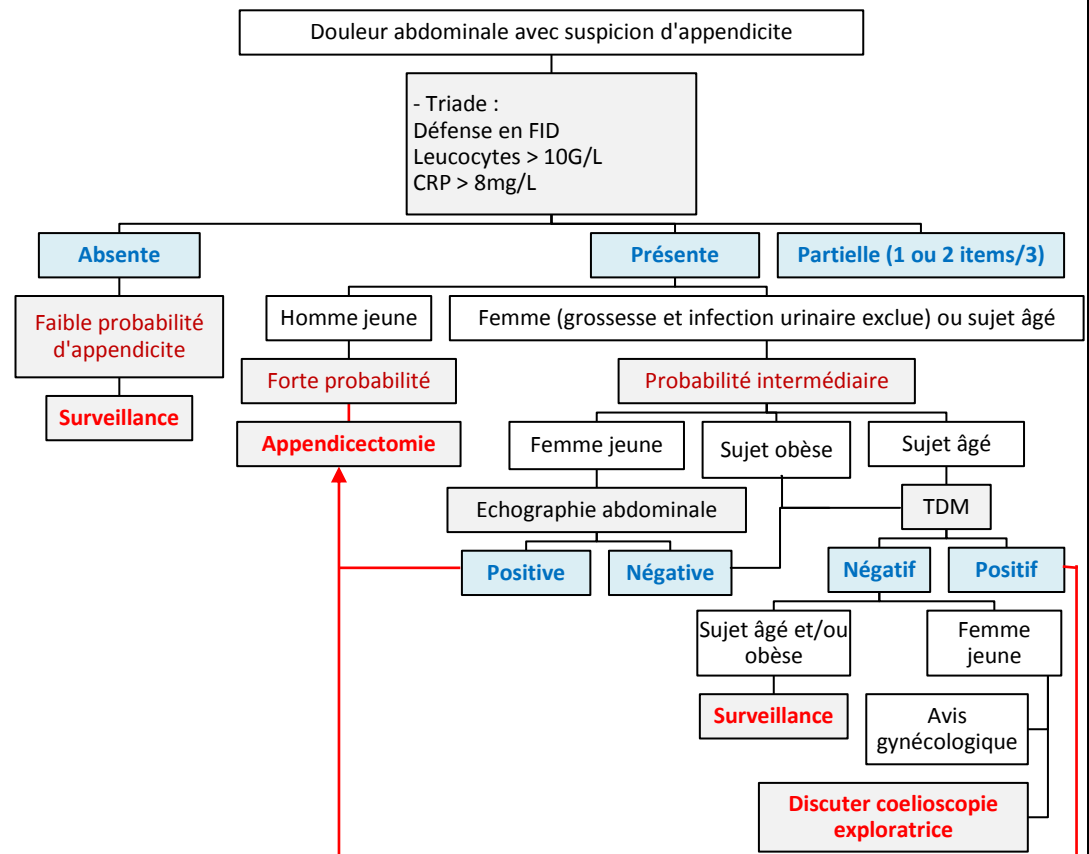 Douleur abdominale avec suspicion d'appendicite
- Triade :
Défense en FID
Leucocytes > 10G/L
CRP > 8mg/L
Absente
Présente
Partielle (1 ou 2 items/3)
Faible probabilité
d'appendicite
Homme jeune
Femme (grossesse et infection urinaire exclue) ou sujet âgé
Forte probabilité
Probabilité intermédiaire
Surveillance
Appendicectomie
Femme jeune
Sujet obèse
Sujet âgé
Echographie abdominale
TDM
Positive
Négative
Négatif
Positif
Sujet âgé et/ou
obèse
Femme
jeune
Surveillance
Avis
gynécologique
Discuter coelioscopie
exploratrice